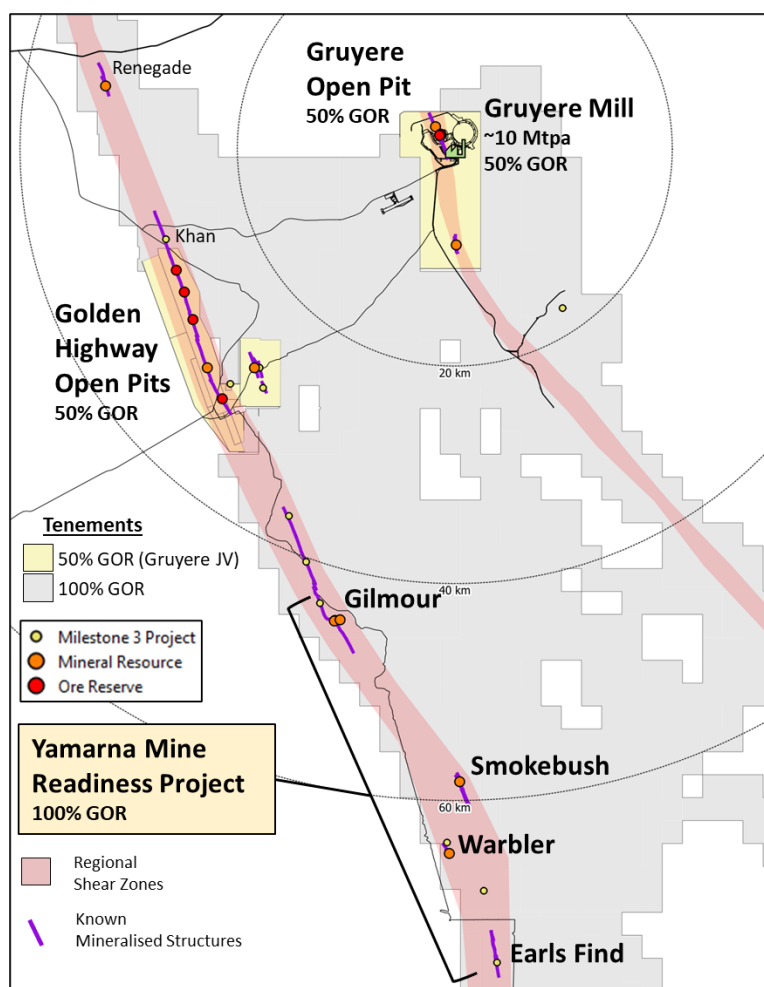 Renegade
Gruyere
Open Pit
50% GOR
Gruyere Mill
~10 Mtpa
50% GOR
Khan
Golden
Highway
Open Pits
50% GOR
20 km
Tenements
50% GOR (Gruyere JV)
100% GOR
40 km
Gilmour
Milestone 3 Project
Mineral Resource
Ore Reserve
Yamarna Mine
Readiness Project
100% GOR
Smokebush
60 km
Warbler
Regional
Shear Zones
Known
Mineralised Structures
Earls Find